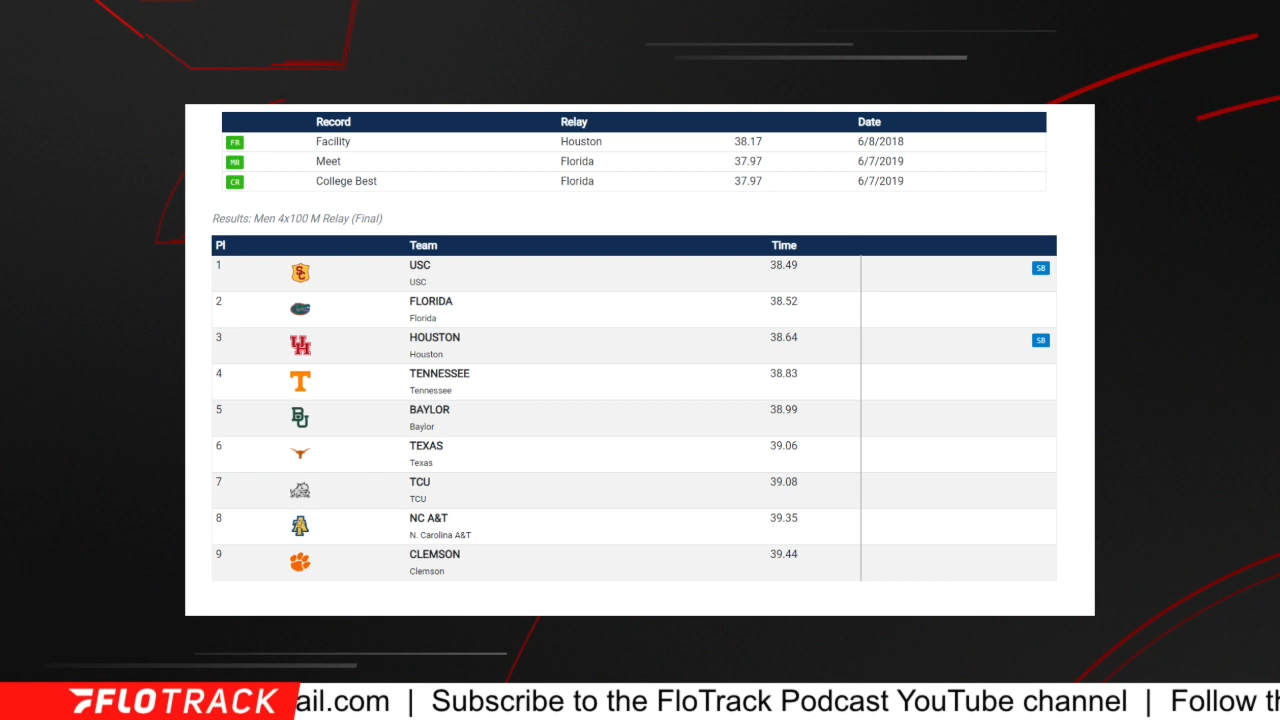 Record Relay Date
FR Facility Houston 38.17 6/8/2018
MR Meet Florida 37.97 6/7/2019
CR College Best Florida 37.97 6/7/2019
Results: Men 4x100 M Relay (Final)
Pl Team Time
1 SC USC 38.49 SB
USC
2 FLORIDA 38.52
Florida
3 UH HOUSTON 38.64 SB
Houston
4 T TENNESSEE 38.83
Tennessee
5 BU BAYLOR 38.99
Baylor
6 TEXAS 39.06
Texas
7 TCU 39.08
TCU
8 NC A&T 39.35
N. Carolina A&T
9 CLEMSON 39.44
Clemson
FLOTRACK ail.com | Subscribe to the FloTrack Podcast YouTube channel | Follow th